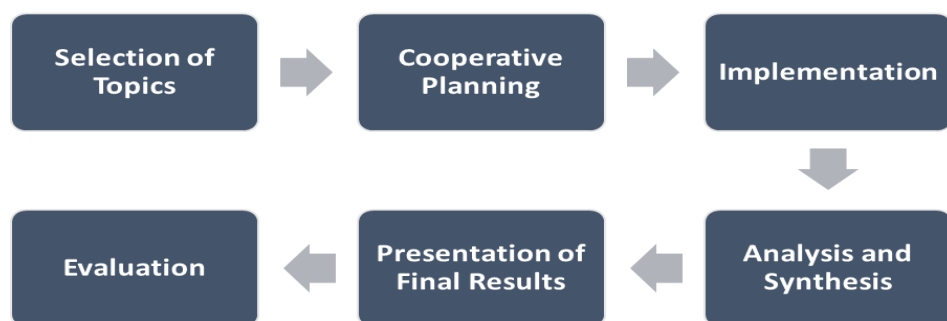 Selection of
Topics
Cooperative
Planning
Implementation
Analysis and
Synthesis
Presentation of
Final Results
Evaluation